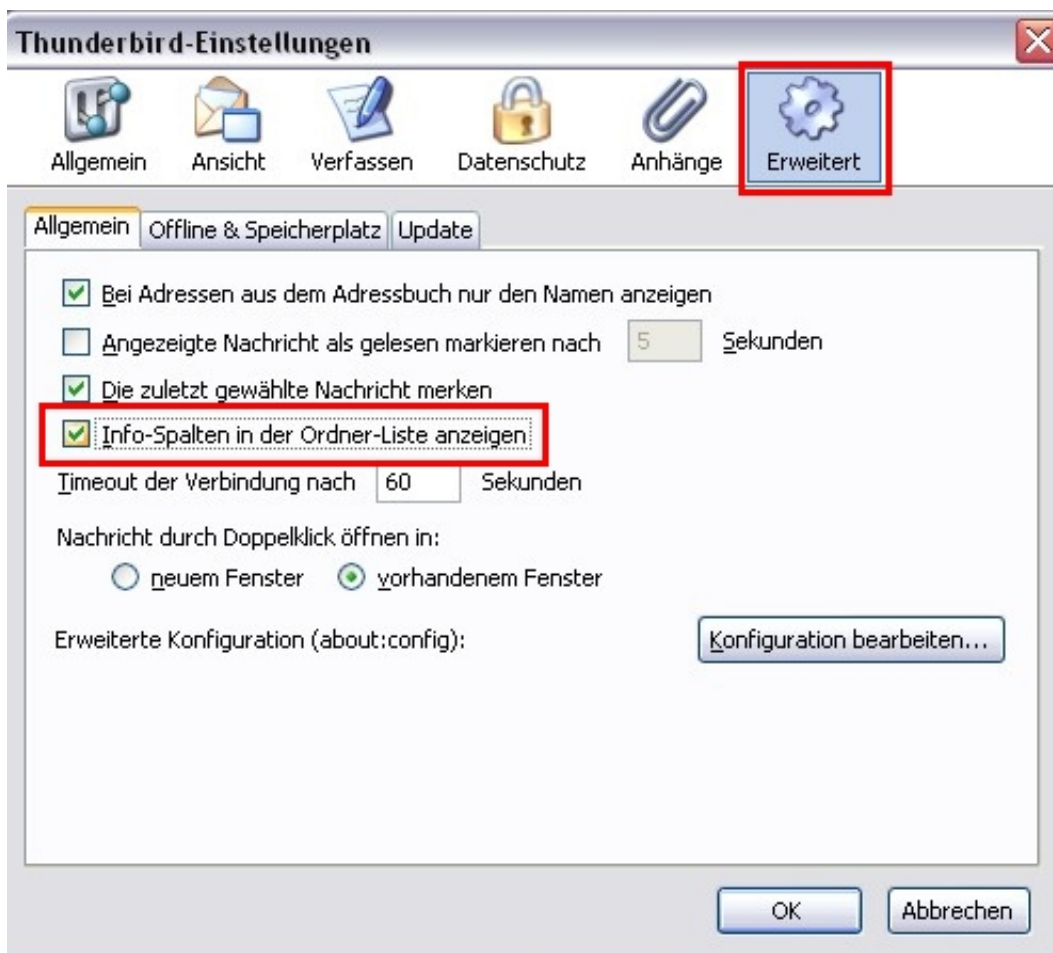 Thunderbird-Einstellungen
Allgemein Ansicht Verfassen Datenschutz Anhänge Erweitert
Allgemein Offline & Speicherplatz Update
Bei Adressen aus dem Adressbuch nur den Namen anzeigen
Angezeigte Nachricht als gelesen markieren nach 5 Sekunden
Die zuletzt gewählte Nachricht merken
Info-Spalten in der Ordner-Liste anzeigen
Timeout der Verbindung nach 60 Sekunden
Nachricht durch Doppelklick öffnen in:
neuem Fenster vorhandenem Fenster
Erweiterte Konfiguration (about:config): Konfiguration bearbeiten...
OK Abbrechen